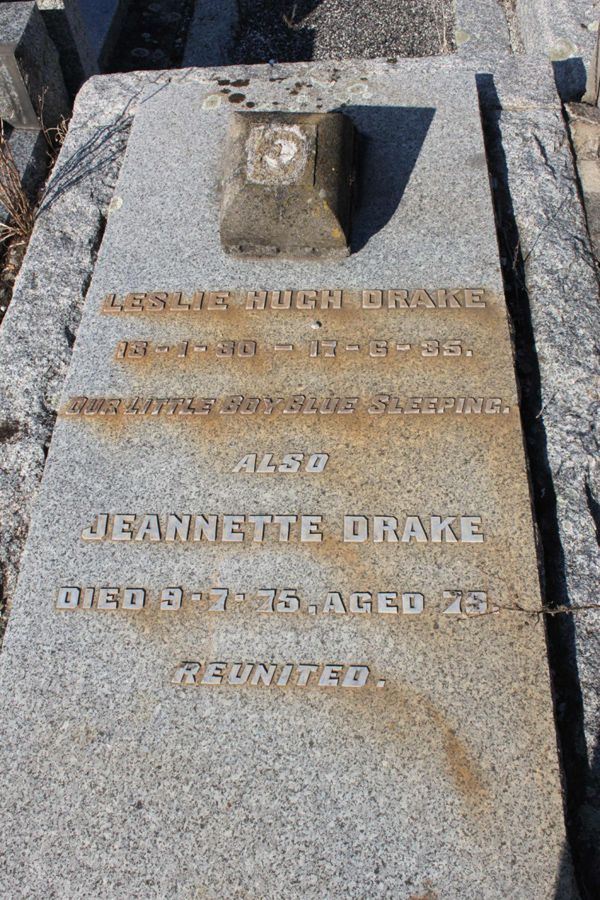 LESLIE HUGH DRAKE
13-1-30 - 17-6-35.
OUR LITTLE BOY BLUE SLEEPING.
ALSO
JEANNETTE DRAKE
DIED 9-7-75, AGED 73.
REUNITED.